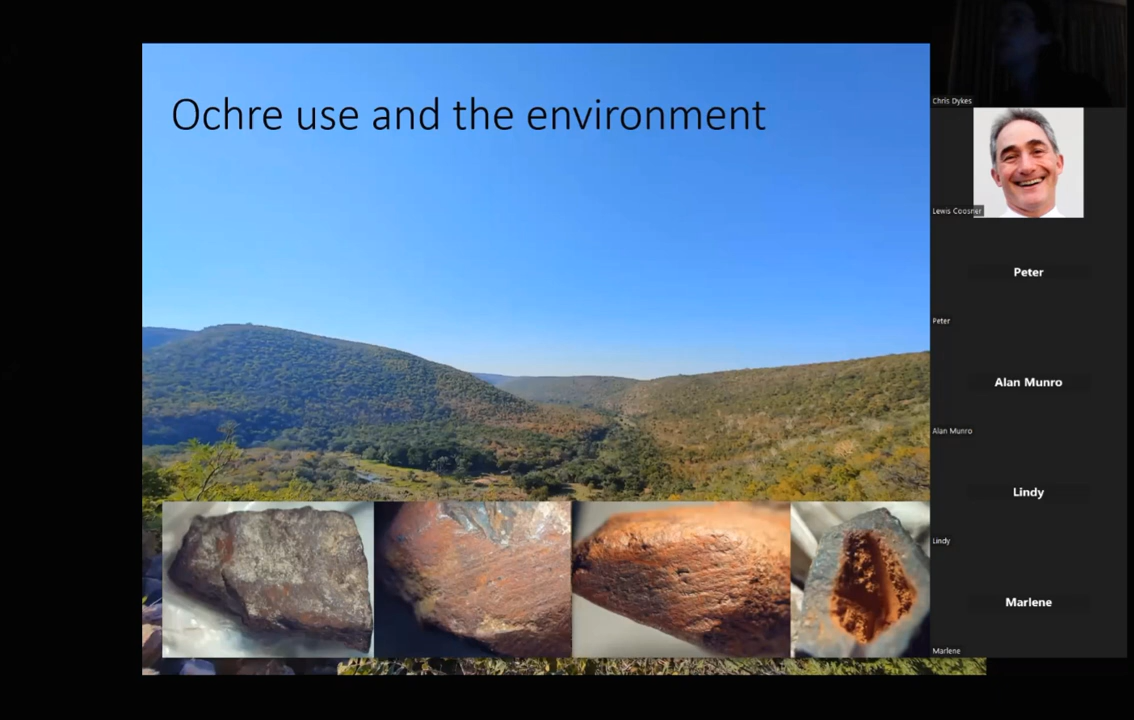 Ochre use and the environment
Chris Dykes
Lewis Coosner
Peter
Peter
Alan Munro
Alan Munro
Lindy
Lindy
Marlene
Marlene